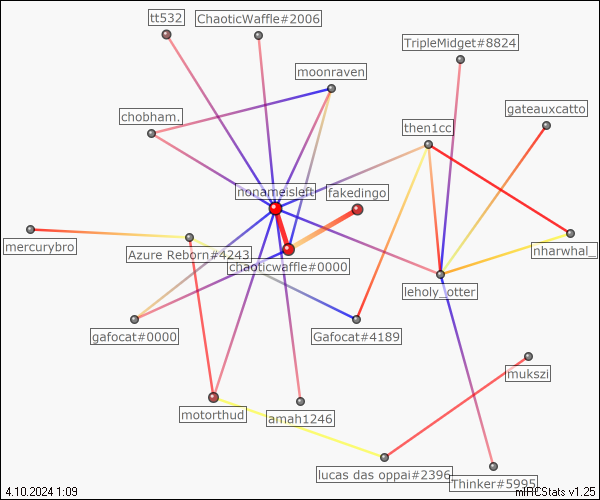 tt532
ChaoticWaffle#2006
TripleMidget#8824
moonraven
gateauxcatto
chobham.
then1cc
nonameisleft
fakedingo
mercurybro
Azure Reborn#4243
nharwhal_
chaoticwaffle#0000
leholy_otter
gafocat#0000
Gafocat#4189
mukszi
motorthud
amah1246
lucas das oppai#2396
Thinker#5995
4.10.2024 1:09
mIRCStats v1.25